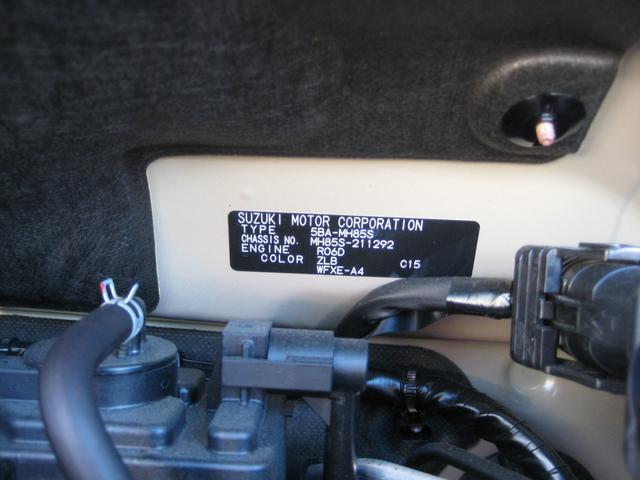 SUZUKI MOTOR CORPORATION
TYPE 5BA-MH85S
CHASSIS NO. MH85S-211292
ENGINE R06D
COLOR ZLB C15
WFXE-A4